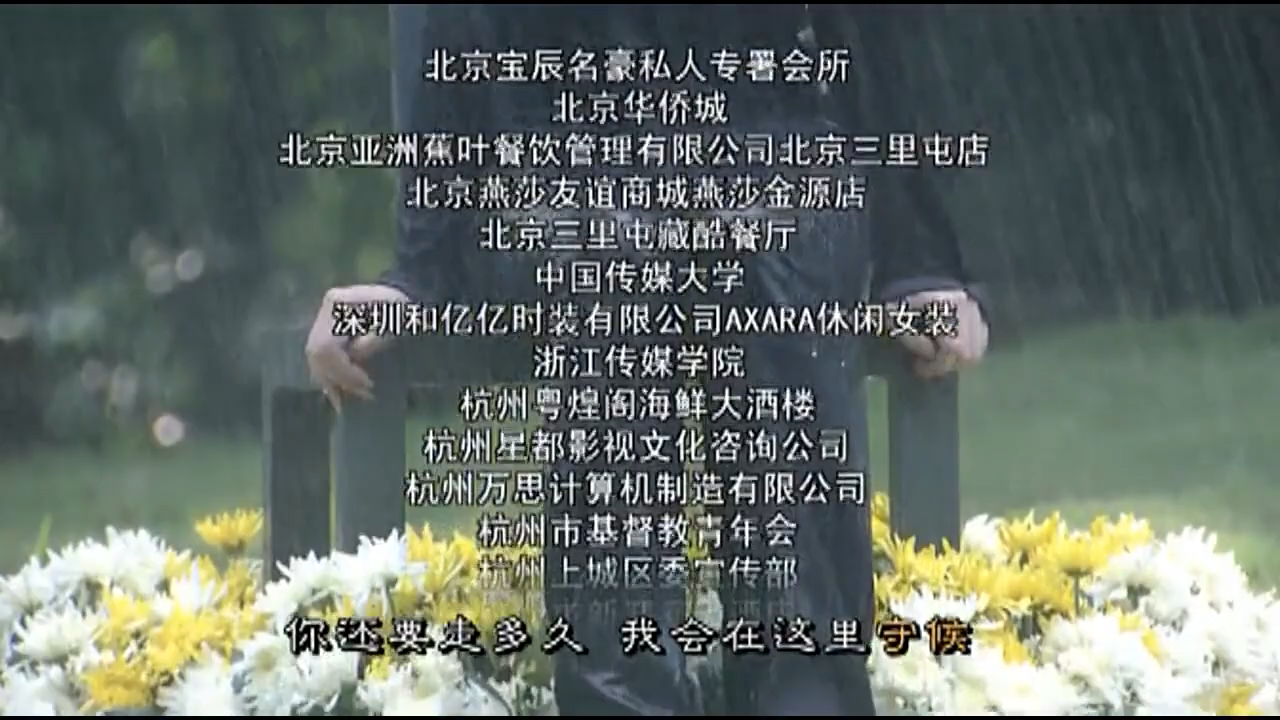 北京宝辰名豪私人专署会所
北京华侨城
北京亚洲蕉叶餐饮管理有限公司北京三里屯店
北京燕莎友谊商城燕莎金源店
北京三里屯藏酷餐厅
中国传媒大学
深圳和亿亿时装有限公司AXARA休闲女装
浙江传媒学院
杭州粤煌阁海鲜大酒楼
杭州星都影视文化咨询公司
杭州万思计算机制造有限公司
杭州市基督教青年会
杭州上城区委宣传部
你还要走多久 我会在这里守候